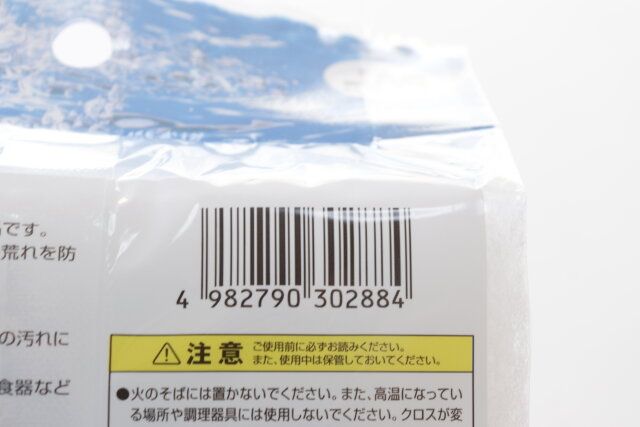 です。
荒れを防
の汚れに
食器など
4 982790 302884
注意
ご使用前に必ずお読みください。
また、使用中は保管しておいてください。
●火のそばには置かないでください。また、高温になってい
る場所や調理器具には使用しないでください。クロスが変